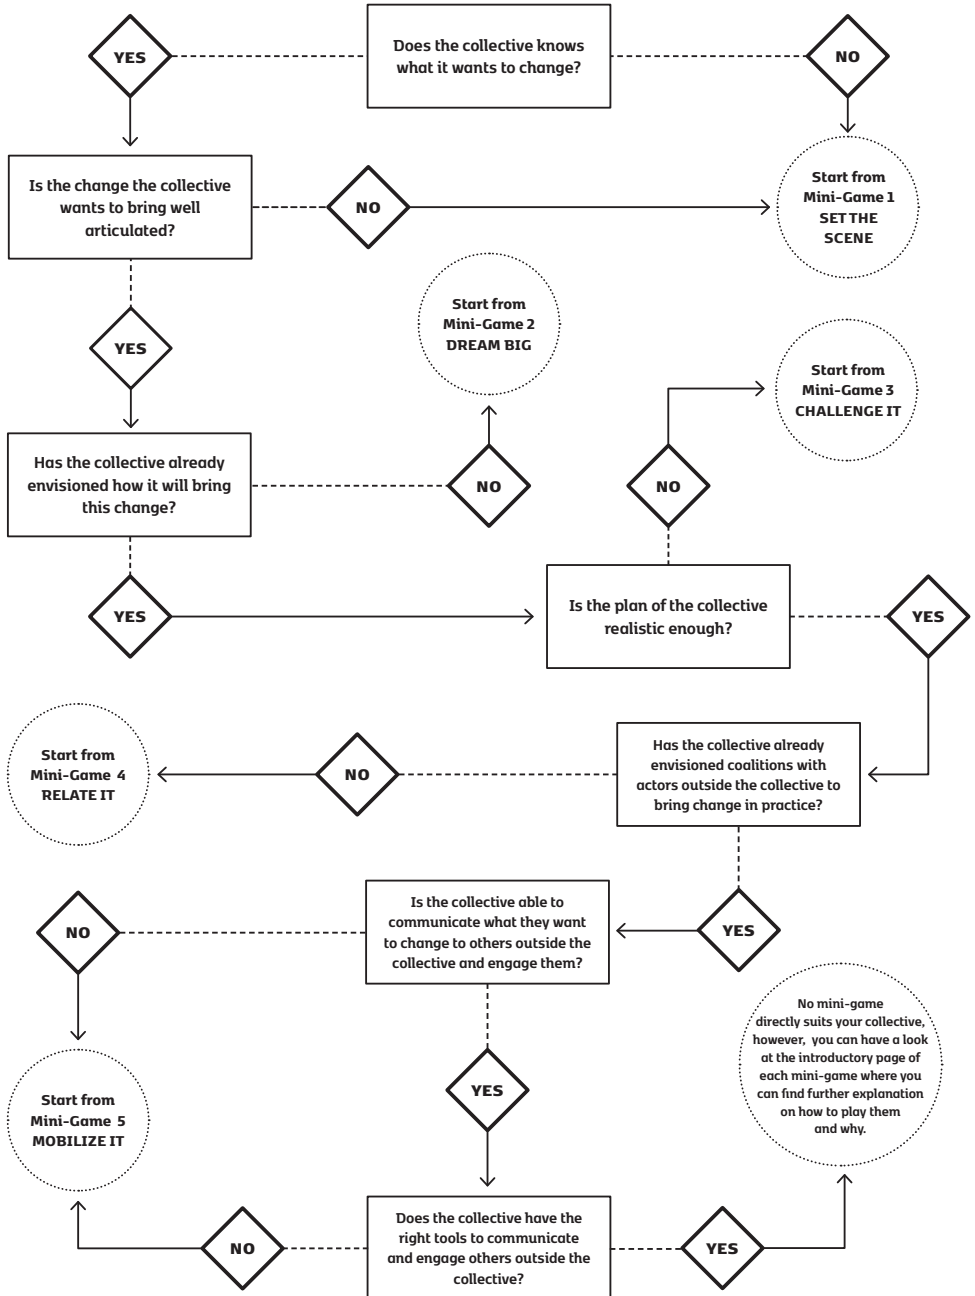 YES
Does the collective knows
what it wants to change?
NO
Is the change the collective
wants to bring well
articulated?
NO
Start from
Mini-Game 1
SET THE
SCENE
YES
Start from
Mini-Game 2
DREAM BIG
Start from
Mini-Game 3
CHALLENGE IT
Has the collective already
envisioned how it will bring
this change?
NO
NO
YES
Is the plan of the collective
realistic enough?
YES
Start from
Mini-Game 4
RELATE IT
NO
Has the collective already
envisioned coalitions with
actors outside the collective to
bring change in practice?
NO
Is the collective able to
communicate what they want
to change to others outside the
collective and engage them?
YES
Start from
Mini-Game 5
MOBILIZE IT
YES
No mini-game
directly suits your collective,
however, you can have a look
at the introductory page of
each mini-game where you
can find further explanation
on how to play them
and why.
NO
Does the collective have the
right tools to communicate
and engage others outside the
collective?
YES